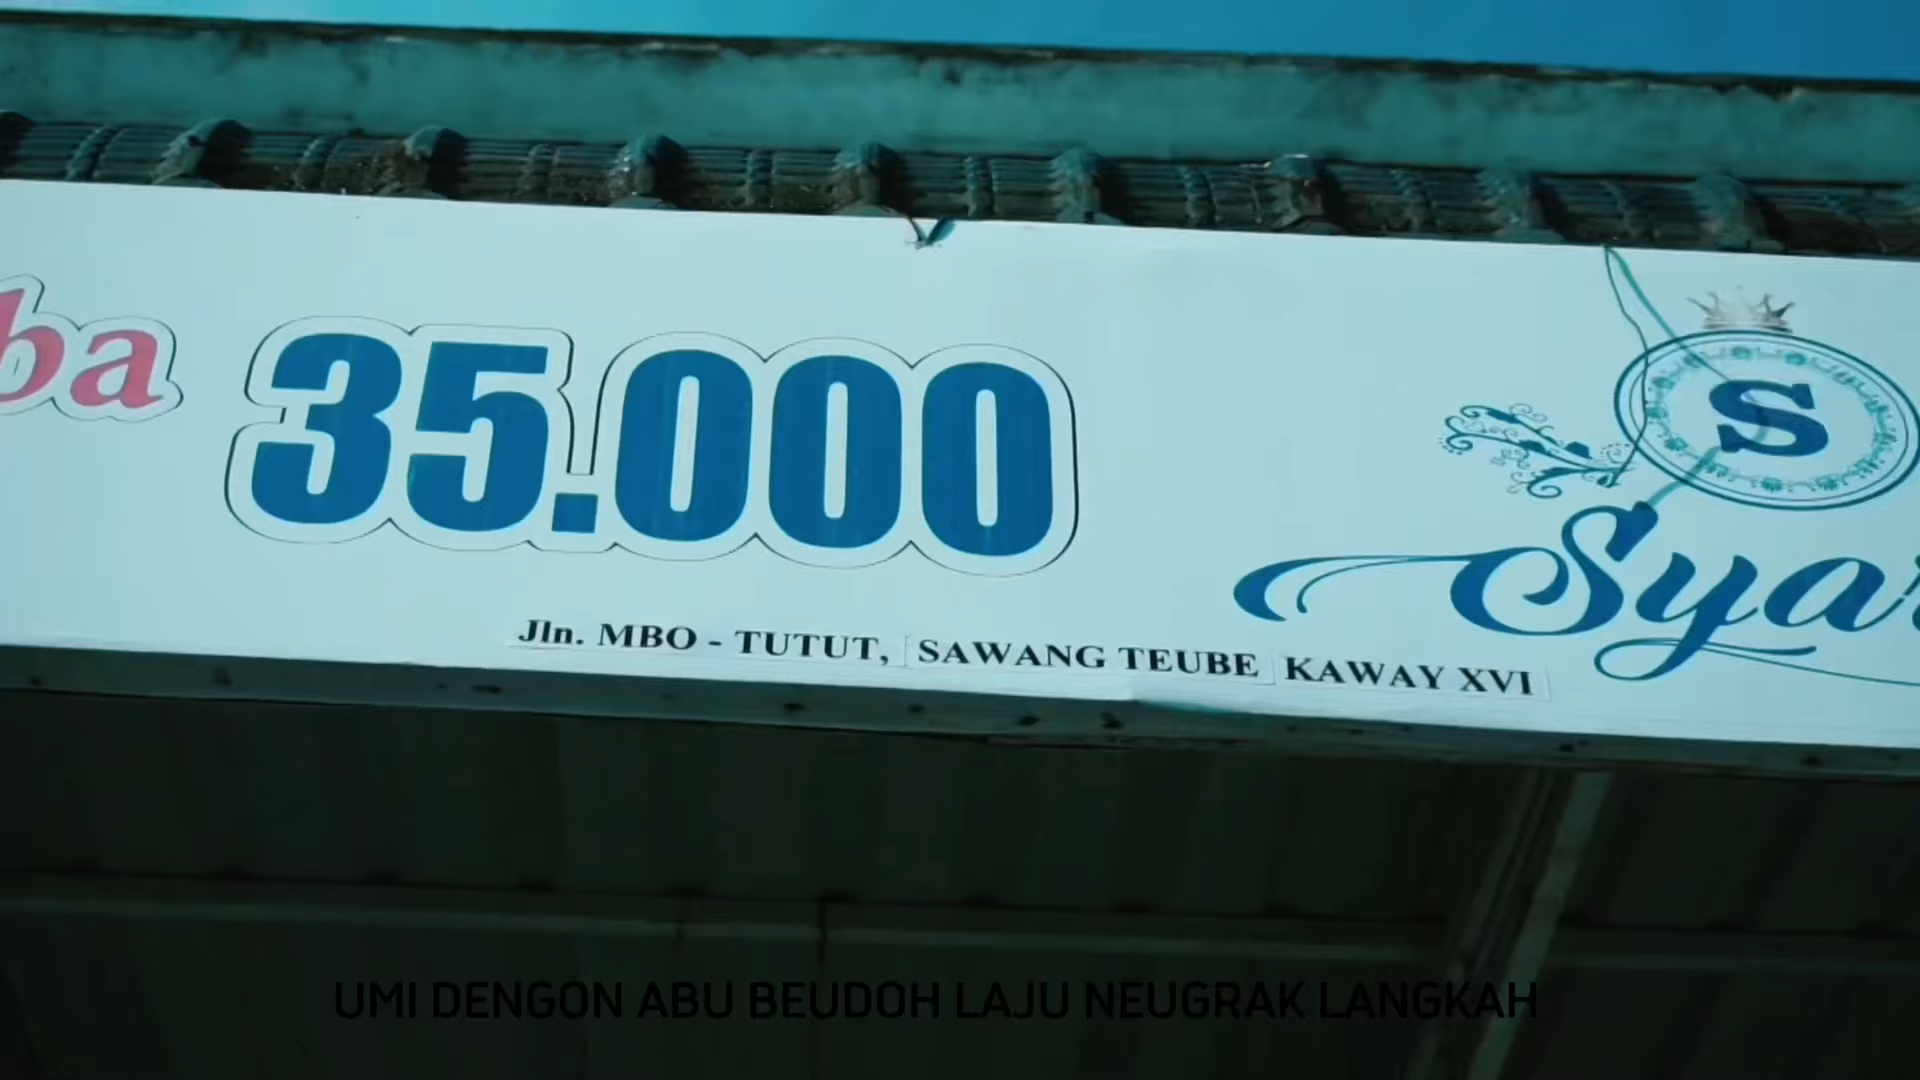 ba 35.000
S
Sya
Jln. MBO - TUTUT, SAWANG TEUBE KAWAY XVI
UMI DENGON ABU BEUDOH LAJU NEUGRAK LANGKAH